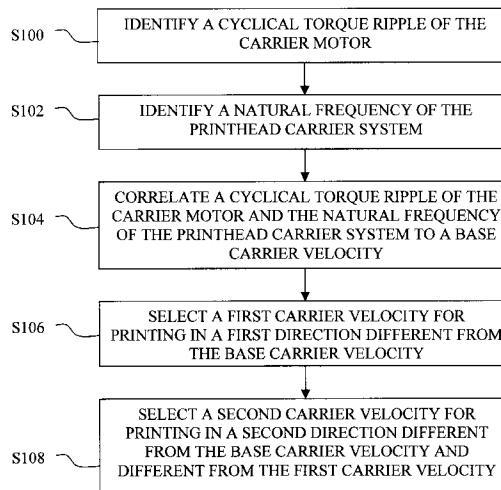 S100
IDENTIFY A CYCLICAL TORQUE RIPPLE OF THE
CARRIER MOTOR
S102
IDENTIFY A NATURAL FREQUENCY OF THE
PRINTHEAD CARRIER SYSTEM
S104
CORRELATE A CYCLICAL TORQUE RIPPLE OF THE
CARRIER MOTOR AND THE NATURAL FREQUENCY
OF THE PRINTHEAD CARRIER SYSTEM TO A BASE
CARRIER VELOCITY
S106
SELECT A FIRST CARRIER VELOCITY FOR
PRINTING IN A FIRST DIRECTION DIFFERENT FROM
THE BASE CARRIER VELOCITY
S108
SELECT A SECOND CARRIER VELOCITY FOR
PRINTING IN A SECOND DIRECTION DIFFERENT
FROM THE BASE CARRIER VELOCITY AND
DIFFERENT FROM THE FIRST CARRIER VELOCITY